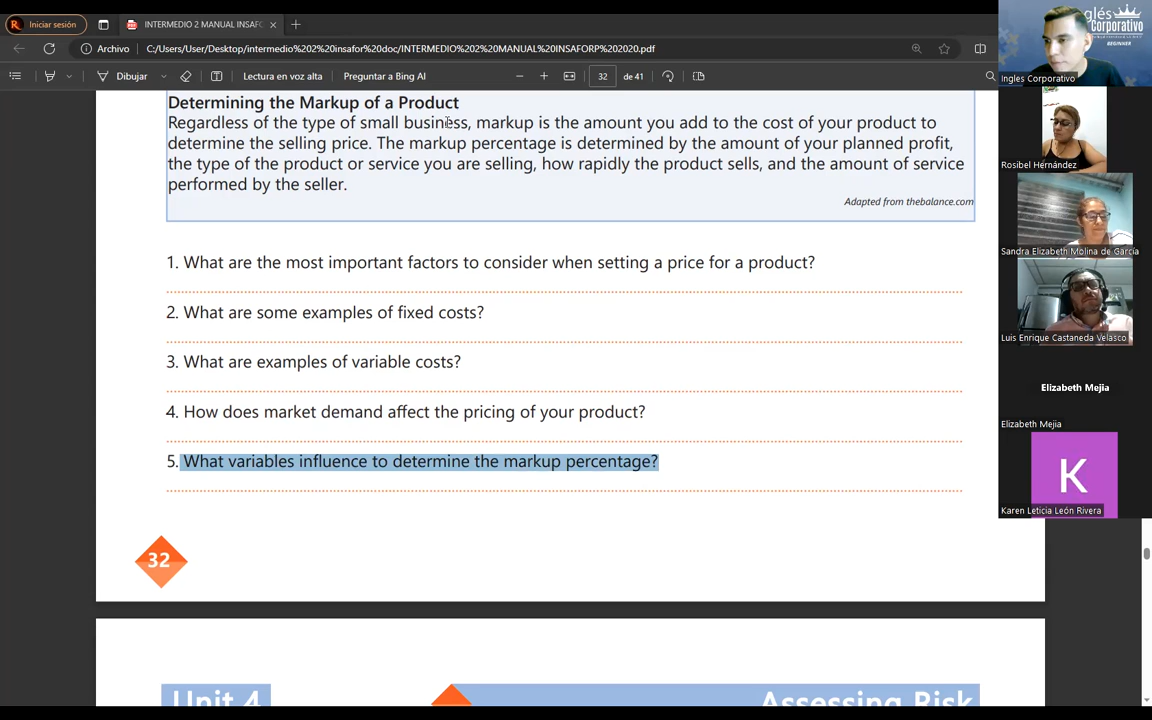 Iniciar sesión
INTERMEDIO 2 MANUAL INSAFO
Archivo
C:/Users/User/Desktop/intermedio%202%20insafor%20doc/INTERMEDIO%202%20MANUAL%20INSAFORP%202020.pdf
Dibujar
Lectura en voz alta
Preguntar a Bing AI
32
de 41
Determining the Markup of a Product
Regardless of the type of small business, markup is the amount you add to the cost of your product to
determine the selling price. The markup percentage is determined by the amount of your planned profit,
the type of the product or service you are selling, how rapidly the product sells, and the amount of service
performed by the seller.
Adapted from thebalance.com
1. What are the most important factors to consider when setting a price for a product?
2. What are some examples of fixed costs?
3. What are examples of variable costs?
4. How does market demand affect the pricing of your product?
5. What variables influence to determine the markup percentage?
32
Unit 4
Assessing Risk
glés
Corporativo
BEGINNER
Ingles Corporativo
Rosibel Hernández
Sandra Elizabeth Molina de García
Luis Enrique Castaneda Velasco
Elizabeth Mejia
Elizabeth Mejia
K
Karen Leticia León Rivera